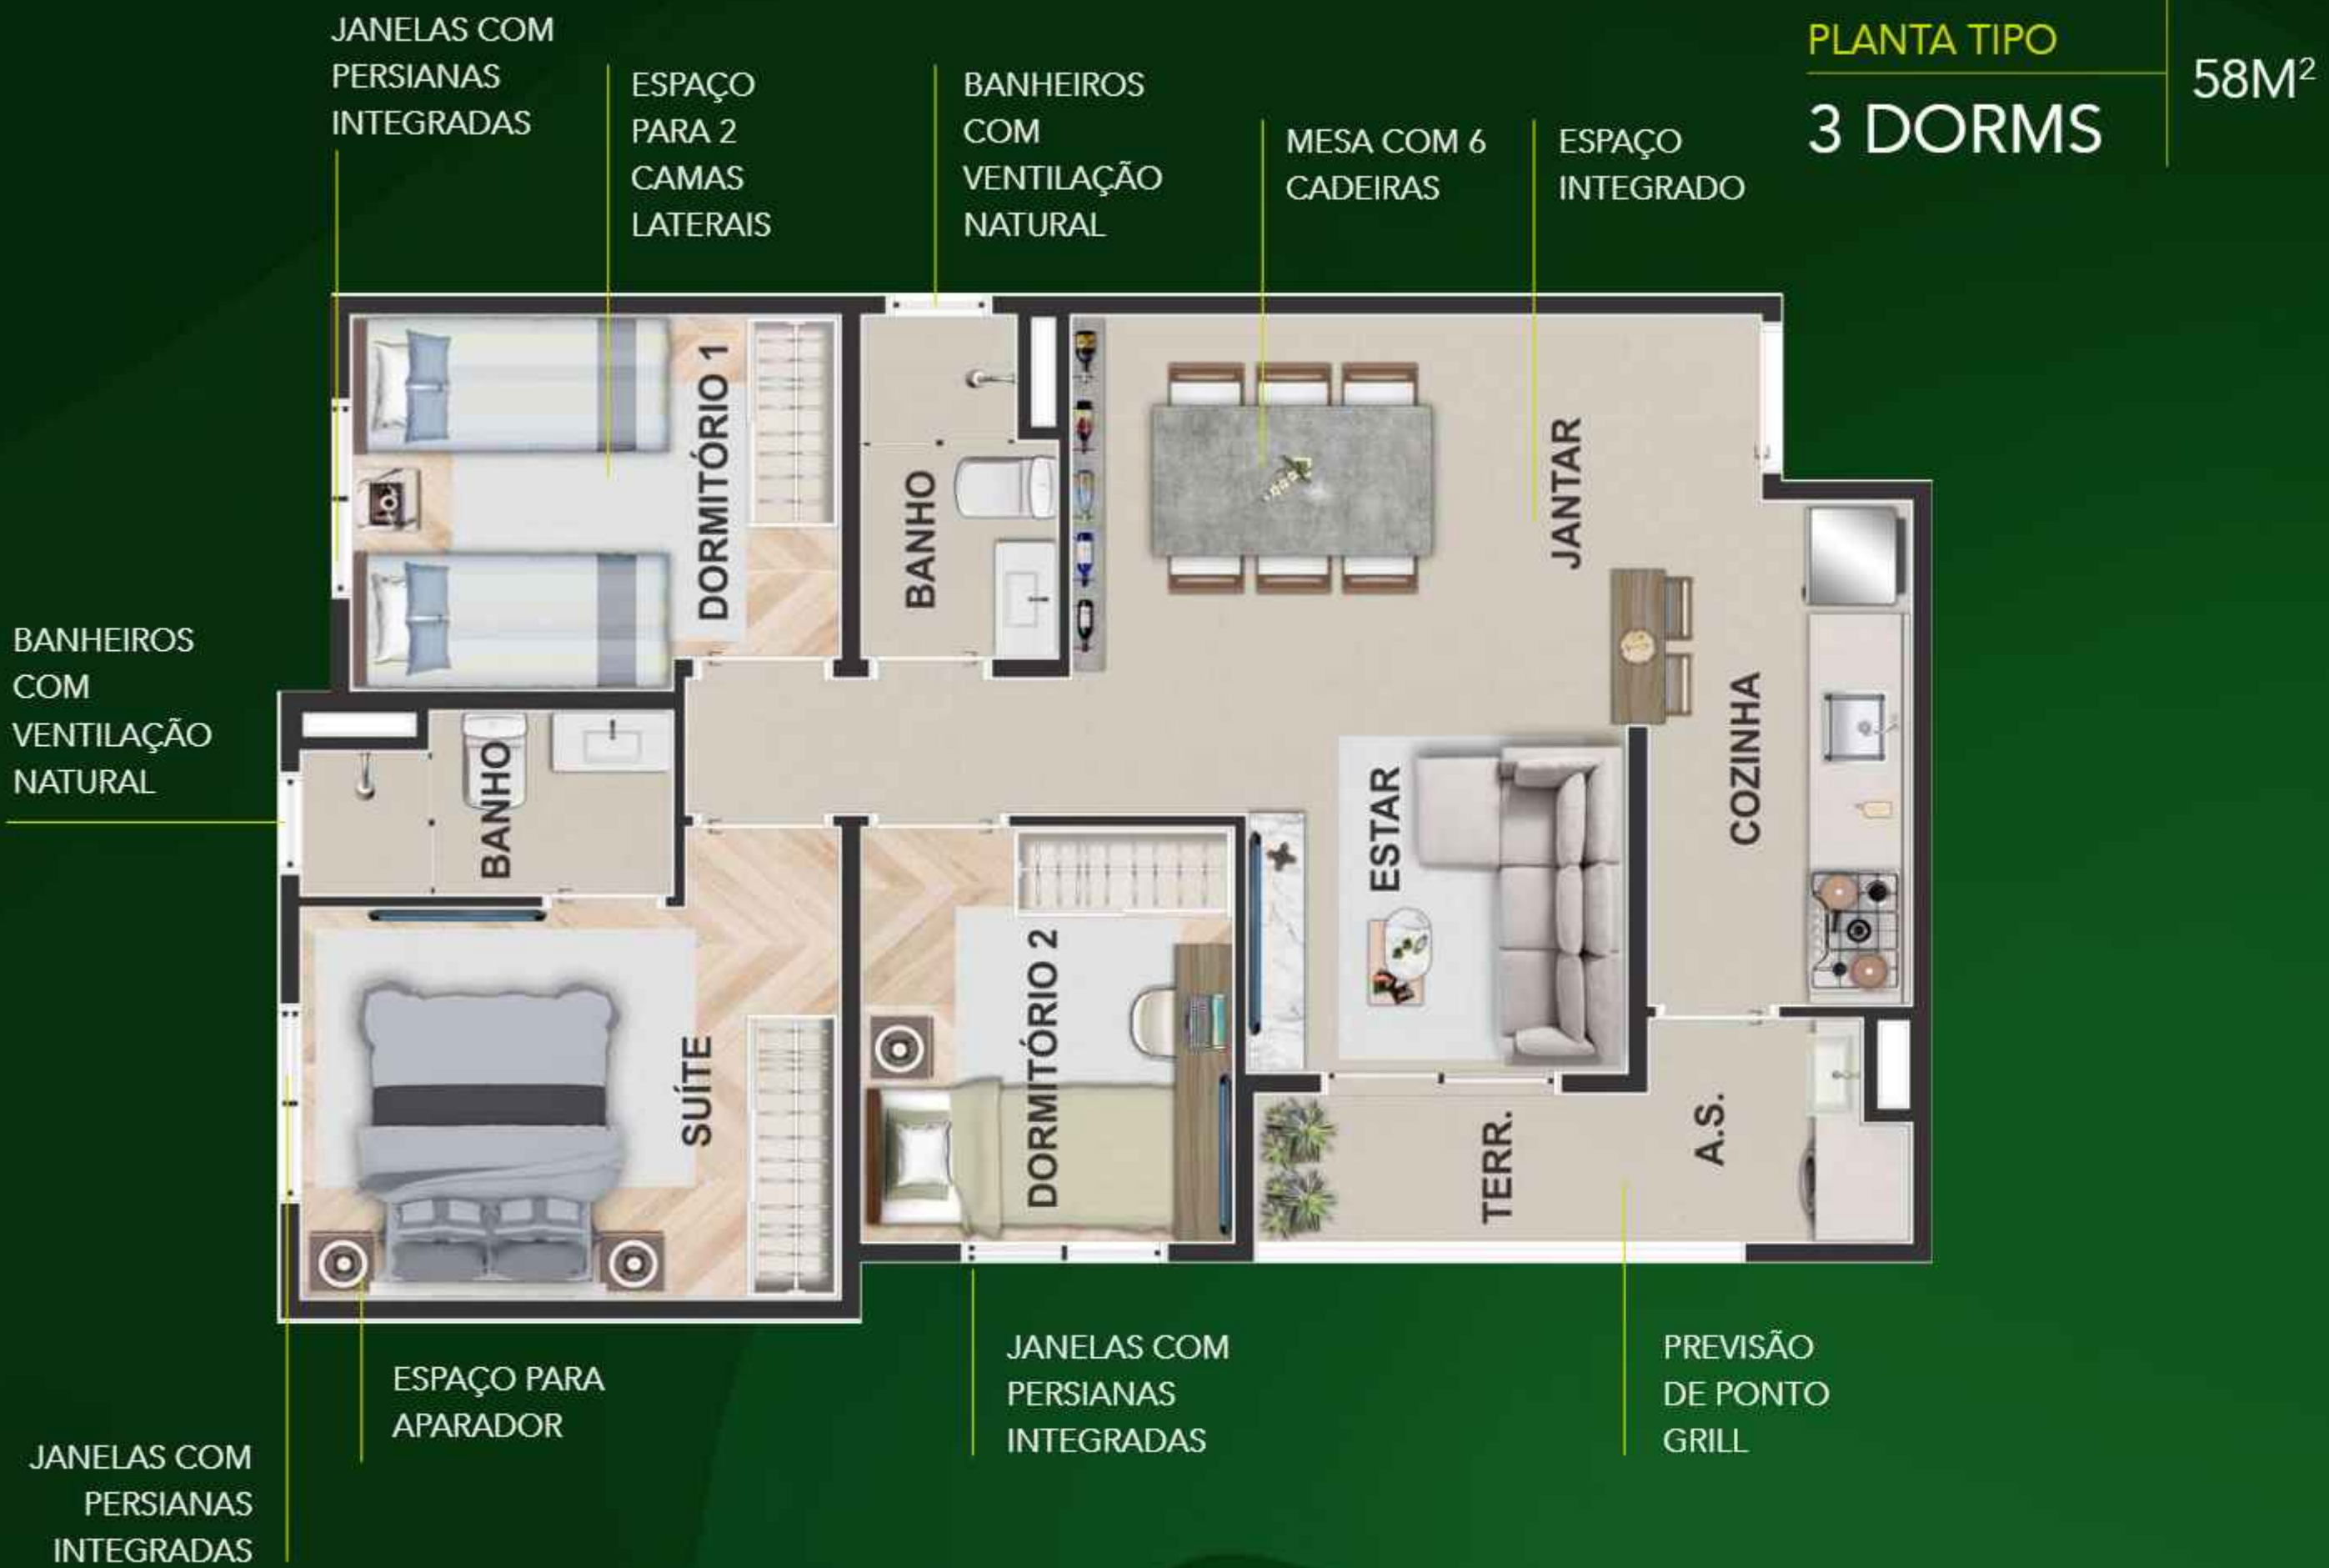 JANELAS COM
PERSIANAS
INTEGRADAS
ESPAÇO
PARA 2
CAMAS
LATERAIS
BANHEIROS
COM
VENTILAÇÃO
NATURAL
MESA COM 6
CADEIRAS
ESPAÇO
INTEGRADO
PLANTA TIPO
3 DORMS
58M²
DORMITÓRIO 1
BANHO
JANTAR
BANHEIROS
COM
VENTILAÇÃO
NATURAL
BANHO
ESTAR
COZINHA
SUÍTE
DORMITÓRIO 2
TERR.
A.S.
JANELAS COM
PERSIANAS
INTEGRADAS
ESPAÇO PARA
APARADOR
JANELAS COM
PERSIANAS
INTEGRADAS
PREVISÃO
DE PONTO
GRILL